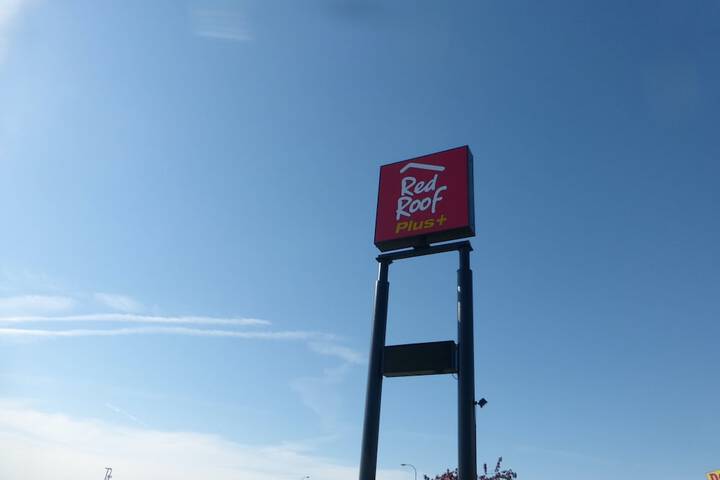 Red
Roof
Plus+